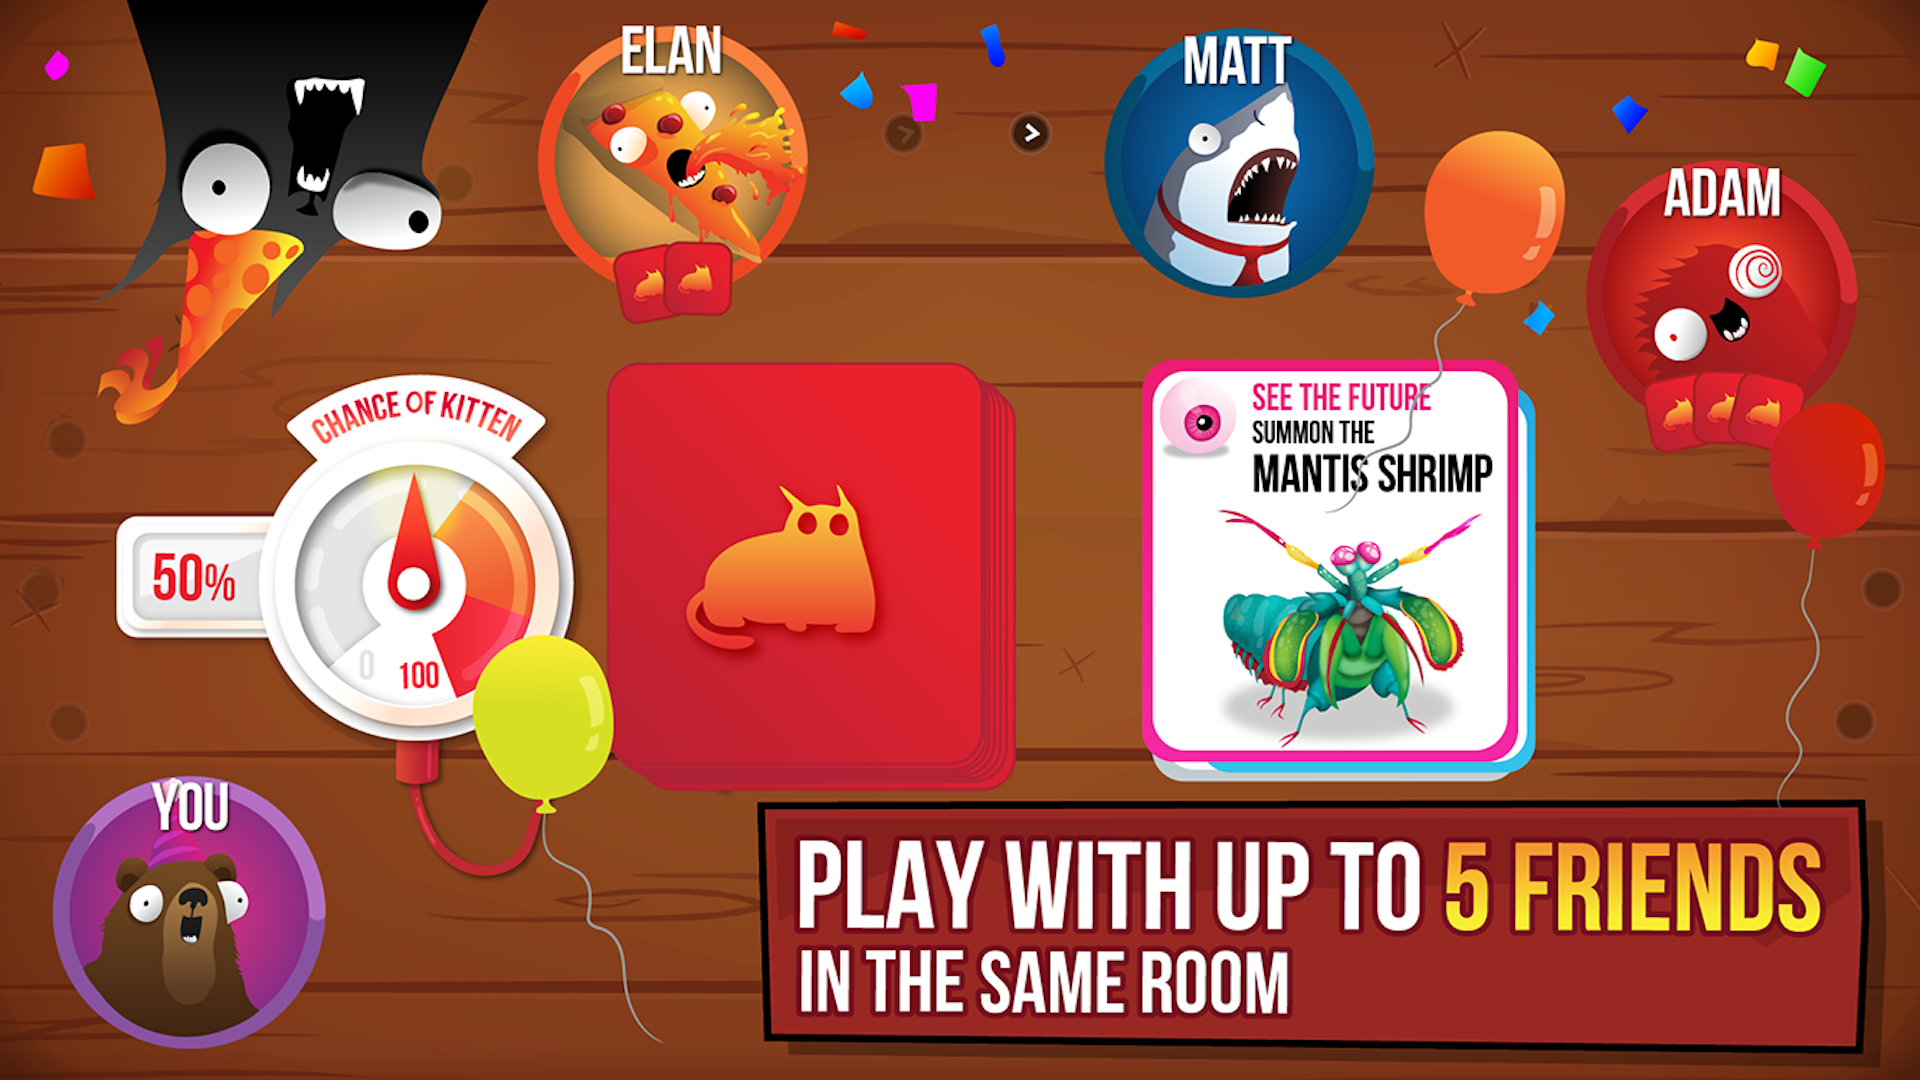 ELAN
MATT
ADAM
CHANCE OF KITTEN
50%
0
100
SEE THE FUTURE
SUMMON THE
MANTIS SHRIMP
YOU
PLAY WITH UP TO 5 FRIENDS
IN THE SAME ROOM